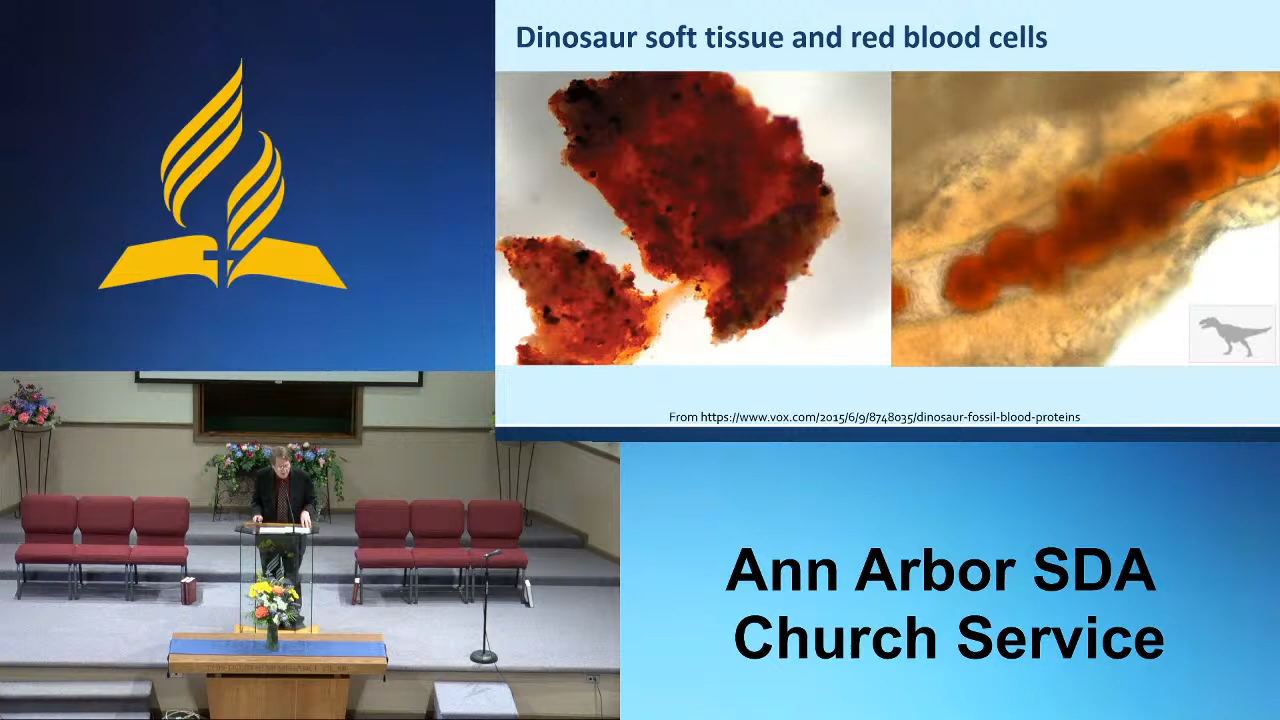 Dinosaur soft tissue and red blood cells
From https://www.vox.com/2015/6/9/8748035/dinosaur-fossil-blood-proteins
Ann Arbor SDA
Church Service